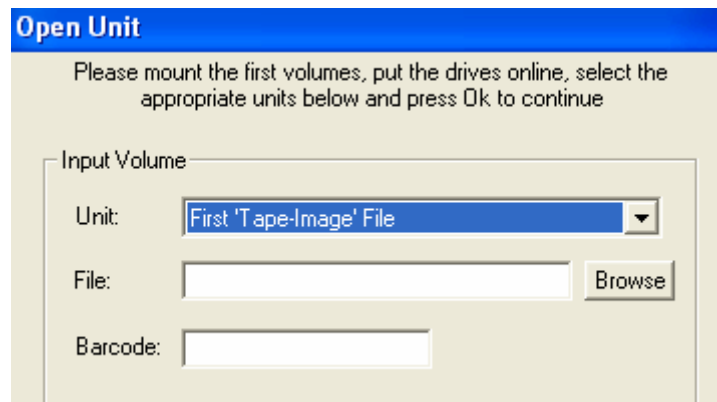 Open Unit
Please mount the first volumes, put the drives online, select the
appropriate units below and press Ok to continue
Input Volume
Unit: First 'Tape-Image' File
File: Browse
Barcode: